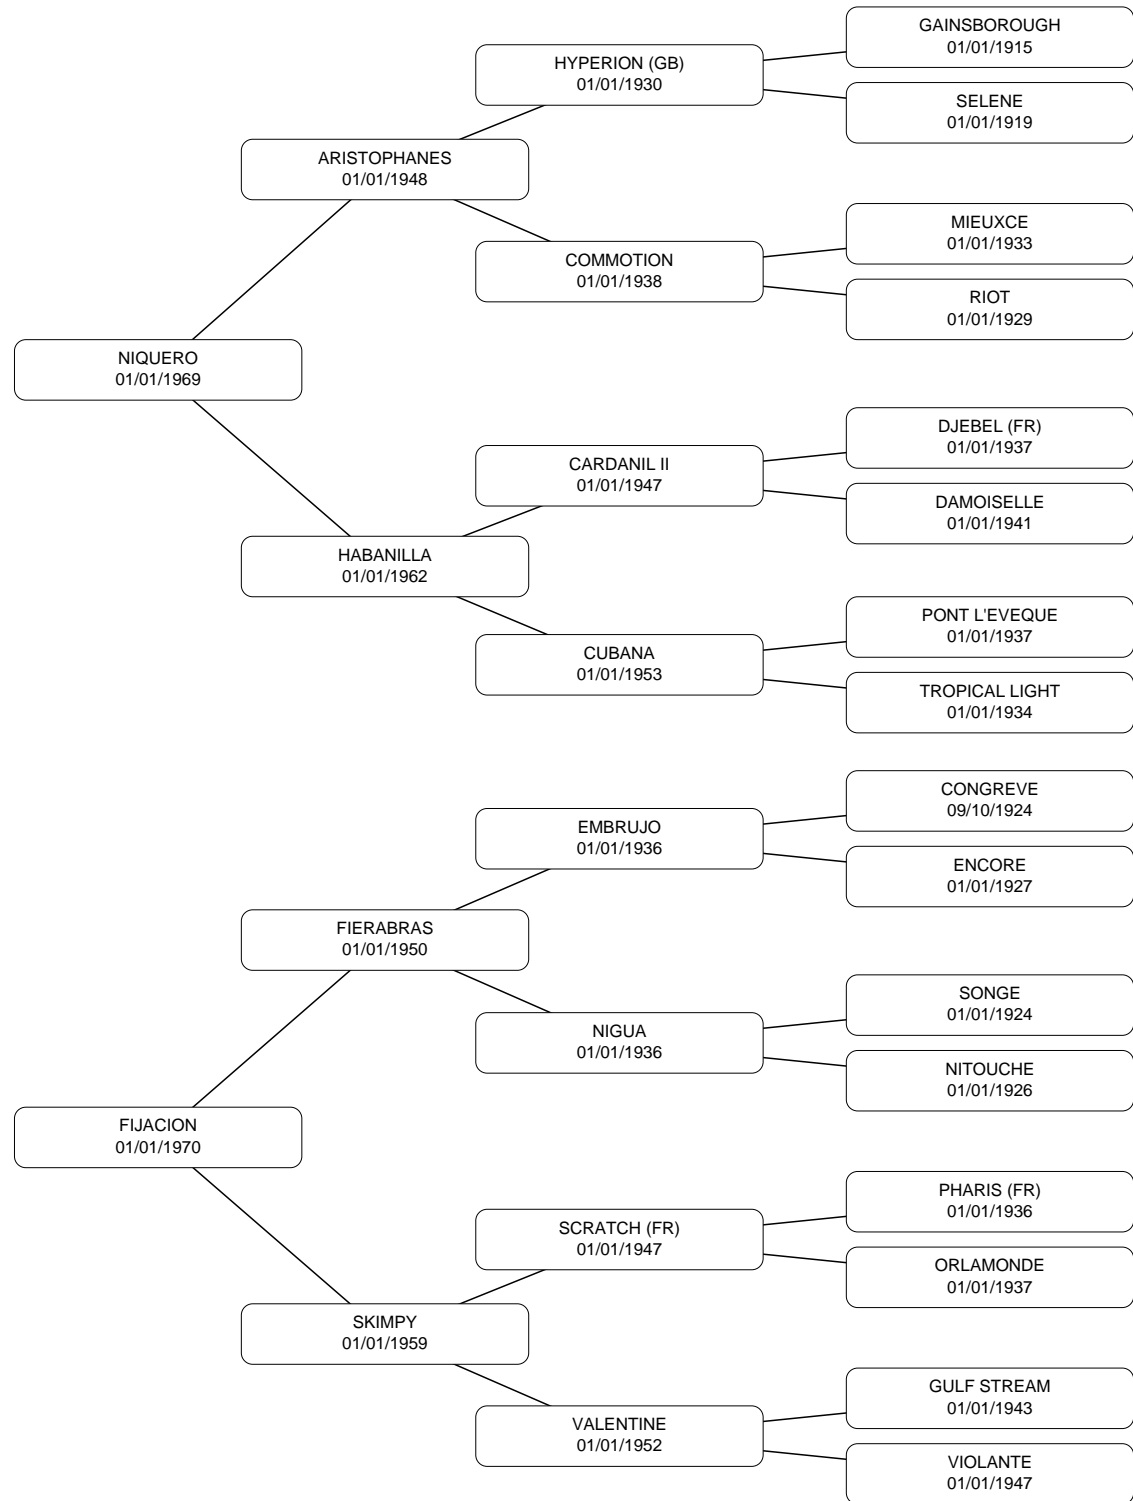 GAINSBOROUGH
01/01/1915
HYPERION (GB)
01/01/1930
SELENE
01/01/1919
ARISTOPHANES
01/01/1948
MIEUXCE
01/01/1933
COMMOTION
01/01/1938
RIOT
01/01/1929
NIQUERO
01/01/1969
DJEBEL (FR)
01/01/1937
CARDANIL II
01/01/1947
DAMOISELLE
01/01/1941
HABANILLA
01/01/1962
PONT L'EVEQUE
01/01/1937
CUBANA
01/01/1953
TROPICAL LIGHT
01/01/1934
CONGREVE
09/10/1924
EMBRUJO
01/01/1936
ENCORE
01/01/1927
FIERABRAS
01/01/1950
SONGE
01/01/1924
NIGUA
01/01/1936
NITOUCHE
01/01/1926
FIJACION
01/01/1970
PHARIS (FR)
01/01/1936
SCRATCH (FR)
01/01/1947
ORLAMONDE
01/01/1937
SKIMPY
01/01/1959
GULF STREAM
01/01/1943
VALENTINE
01/01/1952
VIOLANTE
01/01/1947